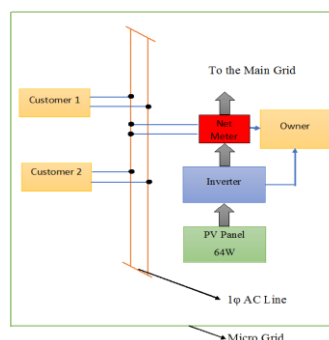 To the Main Grid
Customer 1
Net
Meter
Owner
Customer 2
Inverter
PV Panel
64W
1φ AC Line
Micro Grid